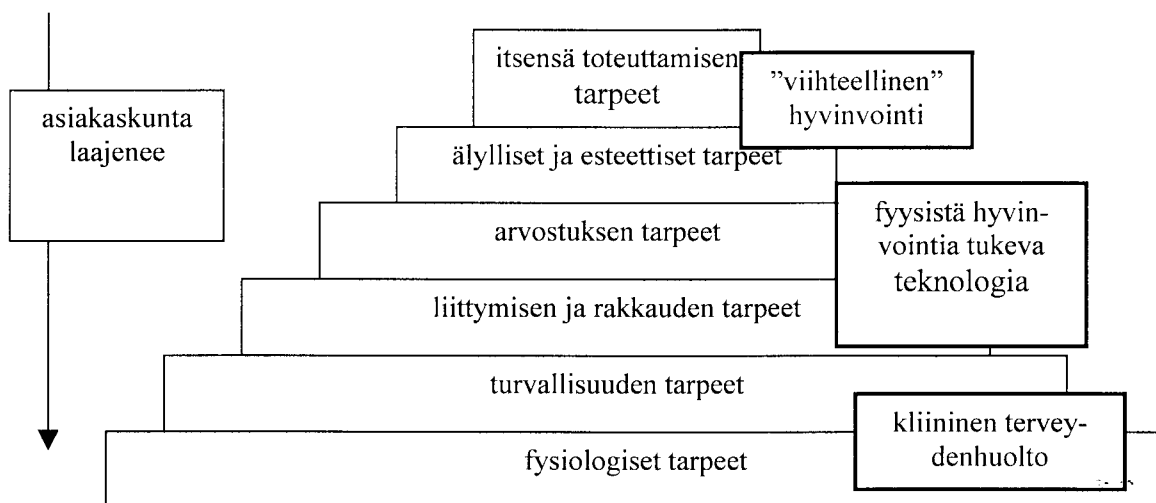 asiakaskunta
laajenee
itsensä toteuttamisen
tarpeet
”viihteellinen”
hyvinvointi
älylliset ja esteettiset tarpeet
arvostuksen tarpeet
fyysistä hyvin-
vointia tukeva
teknologia
liittymisen ja rakkauden tarpeet
turvallisuuden tarpeet
kliininen tervey-
denhuolto
fysiologiset tarpeet